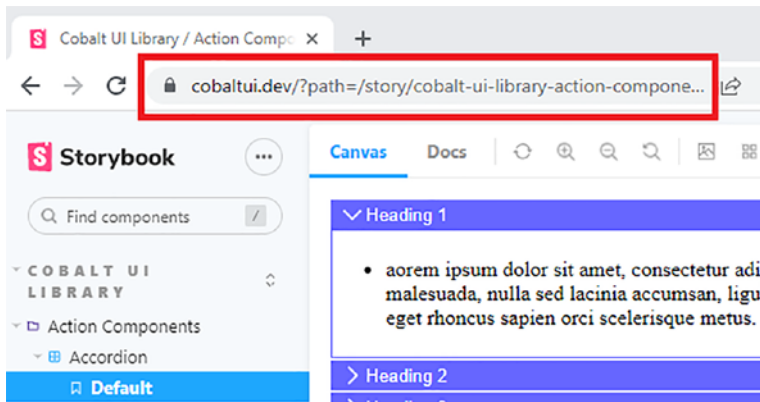 Cobalt UI Library / Action Compo
cobaltui.dev/?path=/story/cobalt-ui-library-action-compone...
Storybook
Canvas Docs
Find components /
Heading 1
COBALT UI
LIBRARY
aorem ipsum dolor sit amet, consectetur adi
malesuada, nulla sed lacinia accumsan, ligu
eget rhoncus sapien orci scelerisque metus.
Action Components
Accordion
Default
Heading 2